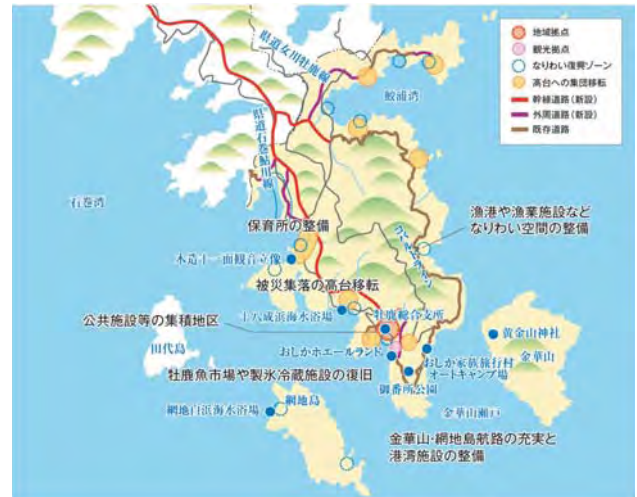 地域拠点
観光拠点
なりわい復興ゾーン
高台への集団移転
幹線道路(新設)
外周道路(新設)
既存道路
県道女川牡鹿線
鮫浦湾
県道石巻鮎川線
石巻湾
保育所の整備
漁港や漁業施設など
なりわい空間の整備
コバルトライン
木造十一面観音立像
被災集落の高台移転
十八成浜海水浴場
牡鹿総合支所
公共施設等の集積地区
黄金山神社
金華山
田代島
おしかホエールランド
おしか家族旅行村
オートキャンプ場
牡鹿魚市場や製氷冷蔵施設の復旧
御番所公園
網地島
網地白浜海水浴場
金華山瀬戸
金華山・網地島航路の充実と
港湾施設の整備